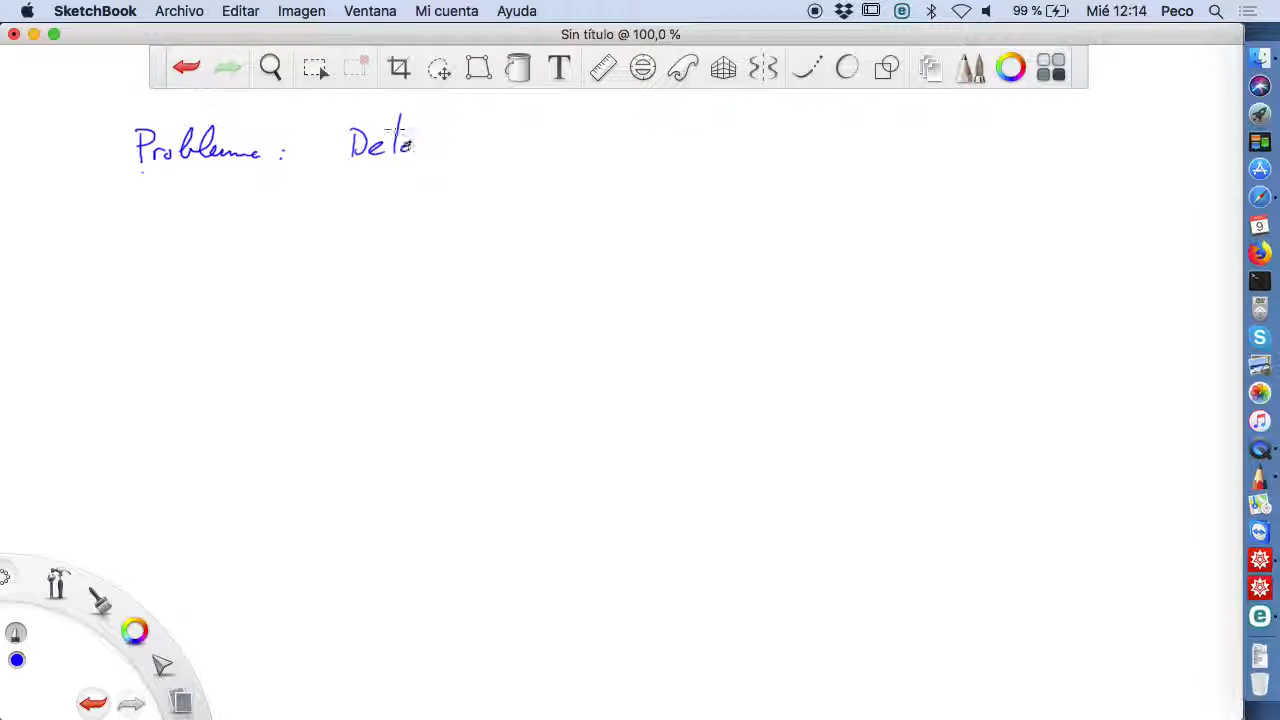 SketchBook Archivo Editar Imagen Ventana Mi cuenta Ayuda 99 % Mié 12:14 Peco
Sin título @ 100,0 %
Problema : Dete